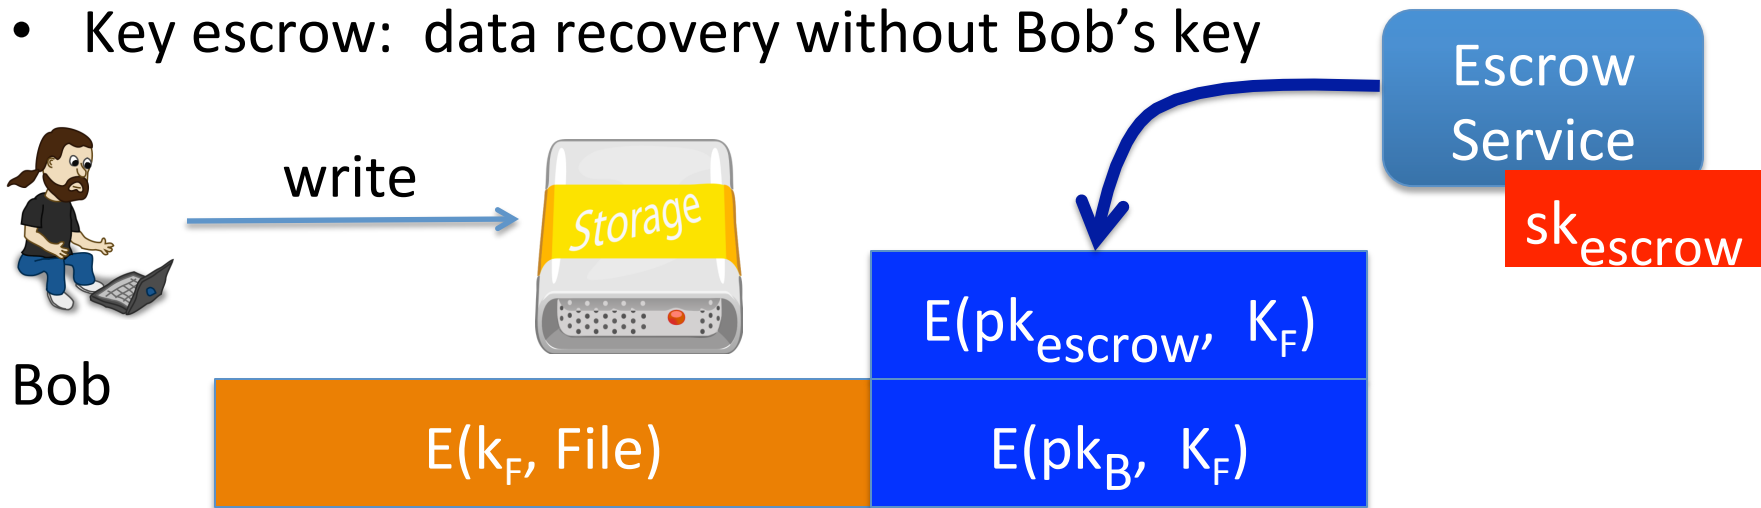 • Key escrow:  data recovery without Bob’s key
Escrow
Service
write
Storage
sk_escrow
E(pk_escrow,  K_F)
Bob
E(k_F, File)
E(pk_B,  K_F)